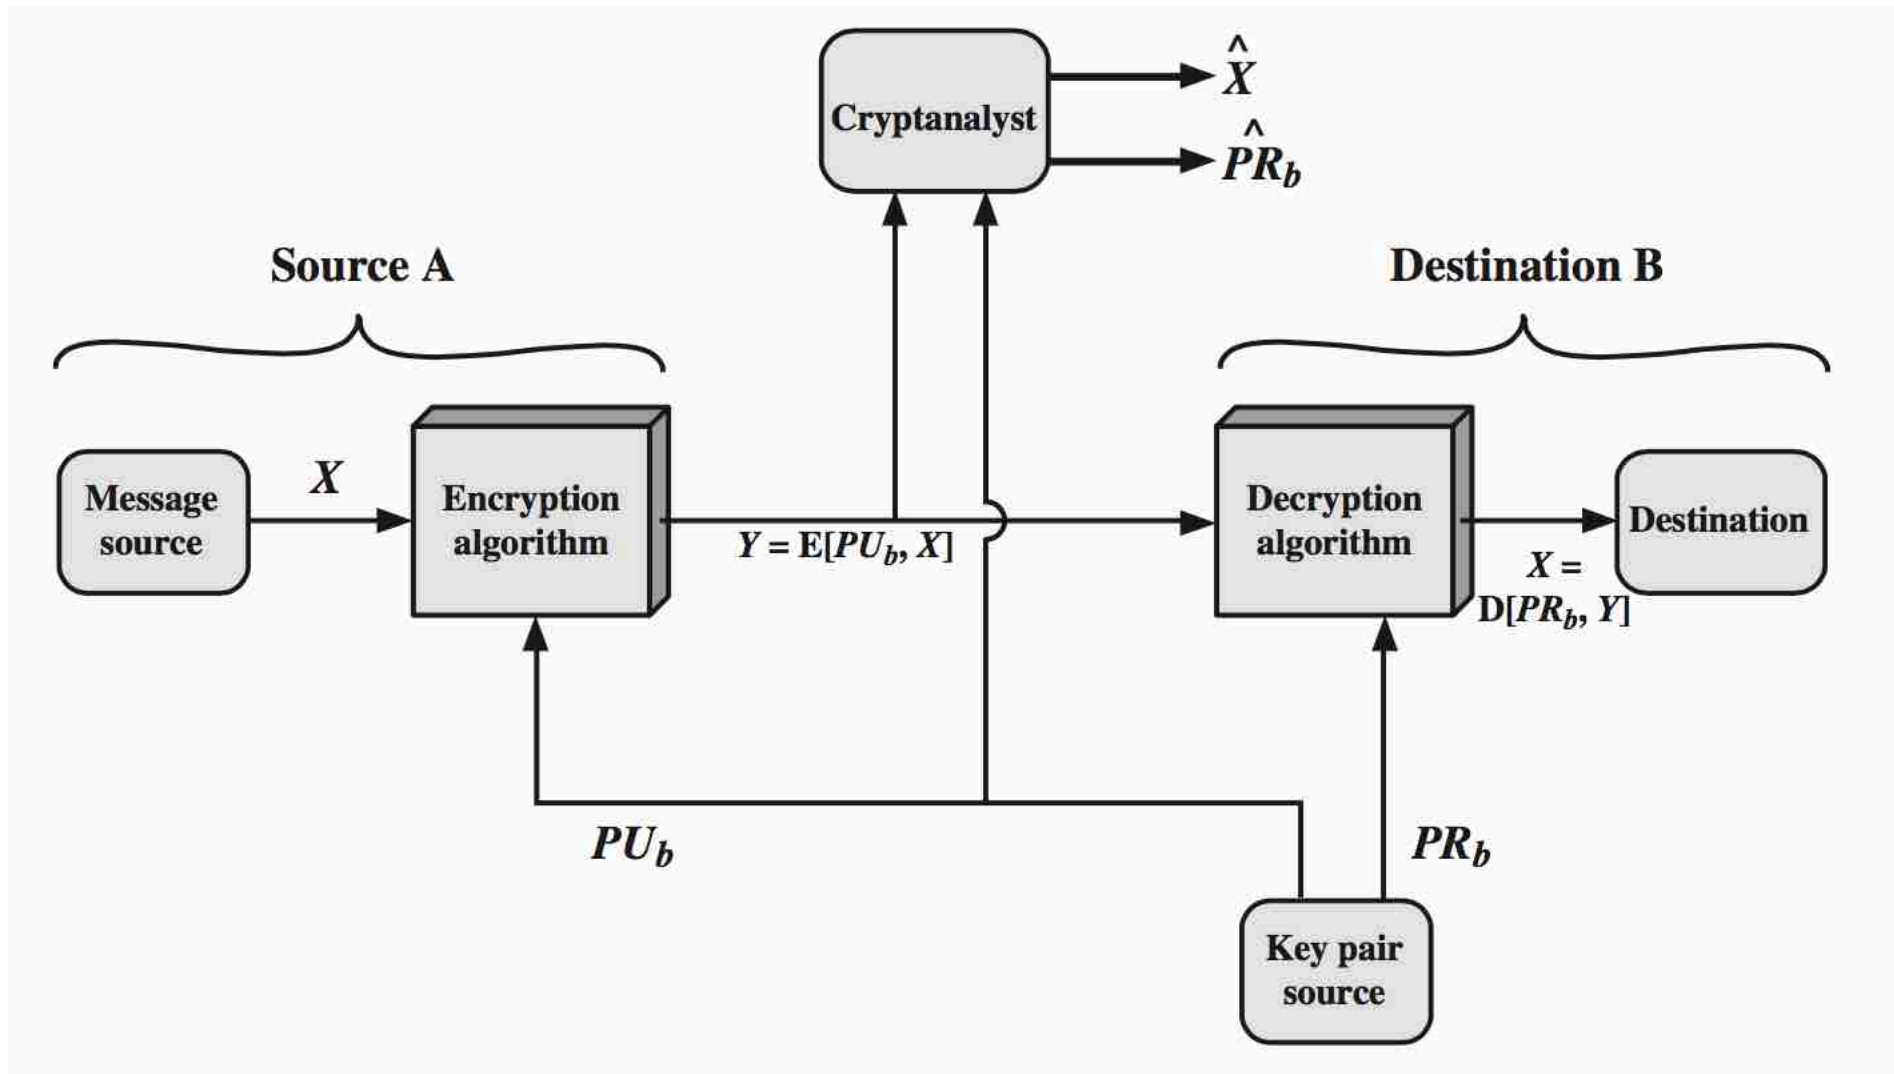 X̂
Cryptanalyst
P̂R_b
Source A
Destination B
Message
source
X
Encryption
algorithm
Y = E[PU_b, X]
Decryption
algorithm
X =
D[PR_b, Y]
Destination
PU_b
PR_b
Key pair
source